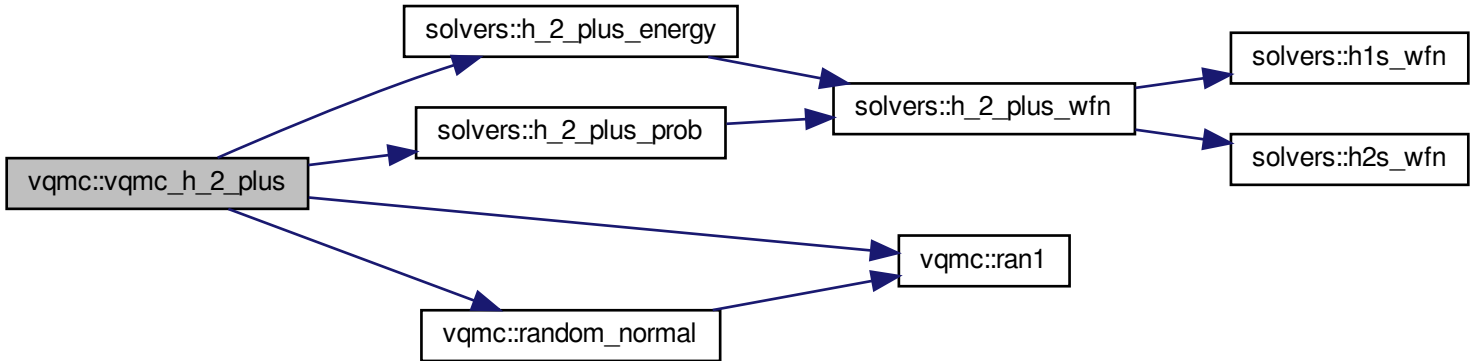 solvers::h_2_plus_energy
solvers::h1s_wfn
solvers::h_2_plus_wfn
solvers::h_2_plus_prob
solvers::h2s_wfn
vqmc::vqmc_h_2_plus
vqmc::ran1
vqmc::random_normal